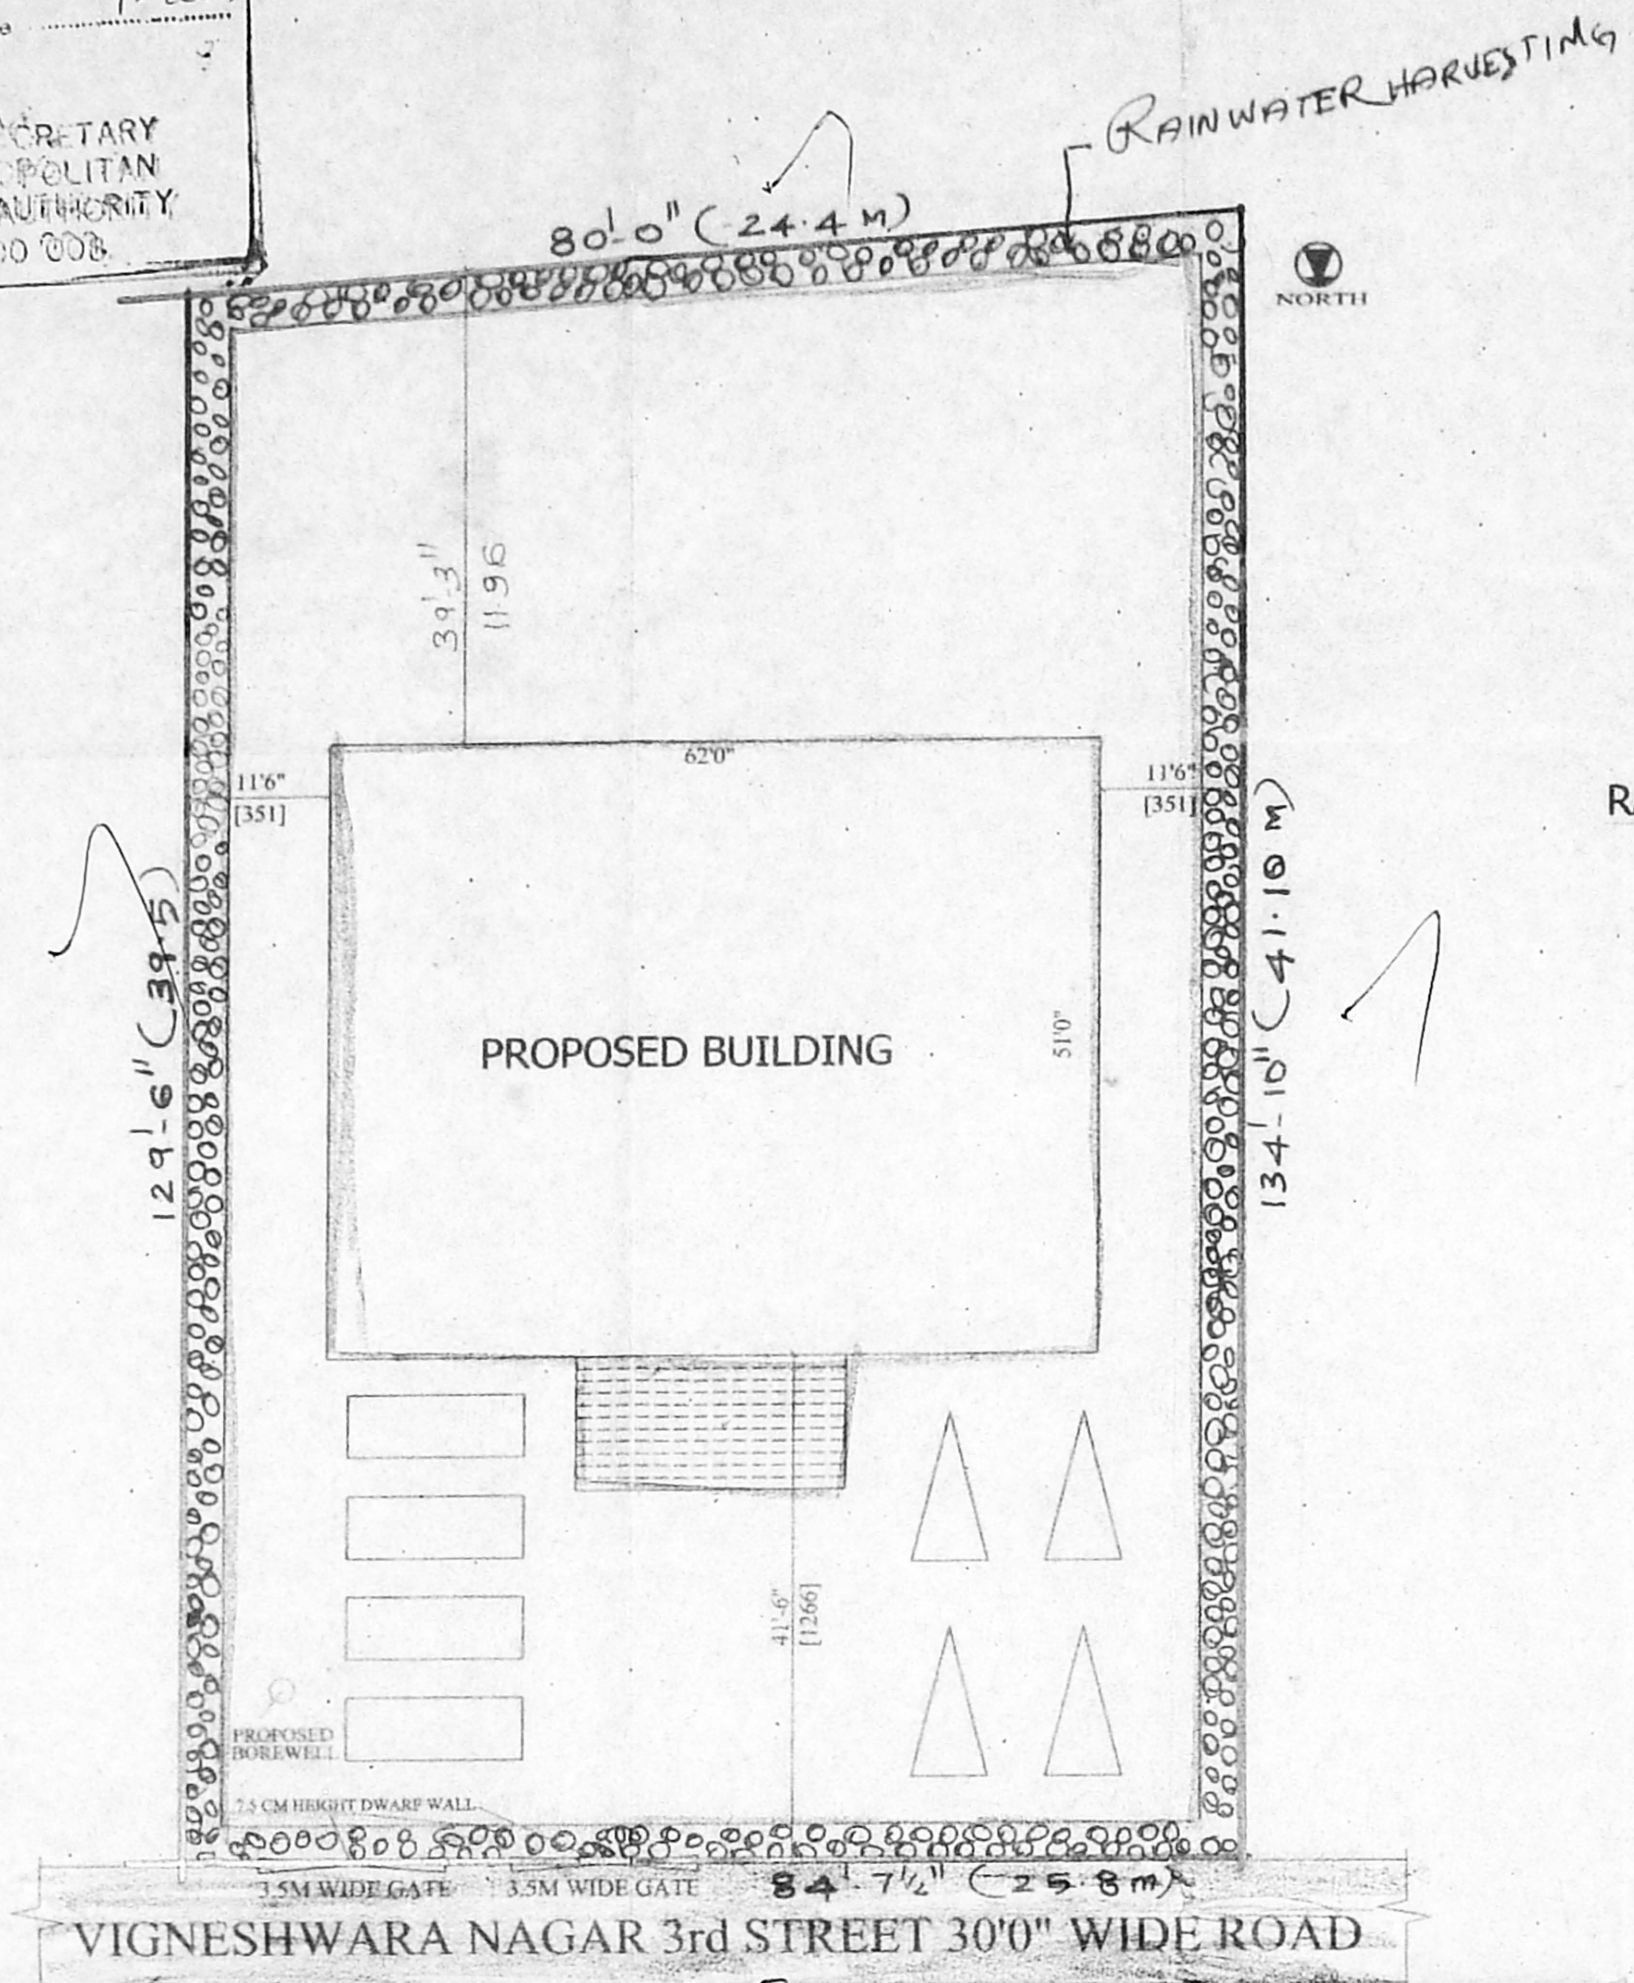 CRETARY
OPOLITAN
AUTHORITY
RAINWATER HARVESTING
80'-0" (24.4 M)
NORTH
39'-3"
11.96
62'0"
11'6"
[351]
11'6"
[351]
129'-6" (39.5)
134'-10" (41.10 M)
R
PROPOSED BUILDING
51'0"
41'-6"
[1266]
PROPOSED
BOREWELL
7.5 CM HEIGHT DWARF WALL
3.5M WIDE GATE
3.5M WIDE GATE
84'-7½" (25.8m)
VIGNESHWARA NAGAR 3rd STREET 30'0" WIDE ROAD